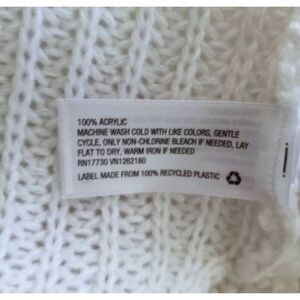 100% ACRYLIC
MACHINE WASH COLD WITH LIKE COLORS, GENTLE
CYCLE, ONLY NON-CHLORINE BLEACH IF NEEDED, LAY
FLAT TO DRY, WARM IRON IF NEEDED
RN17730 VN1262180
LABEL MADE FROM 100% RECYCLED PLASTIC